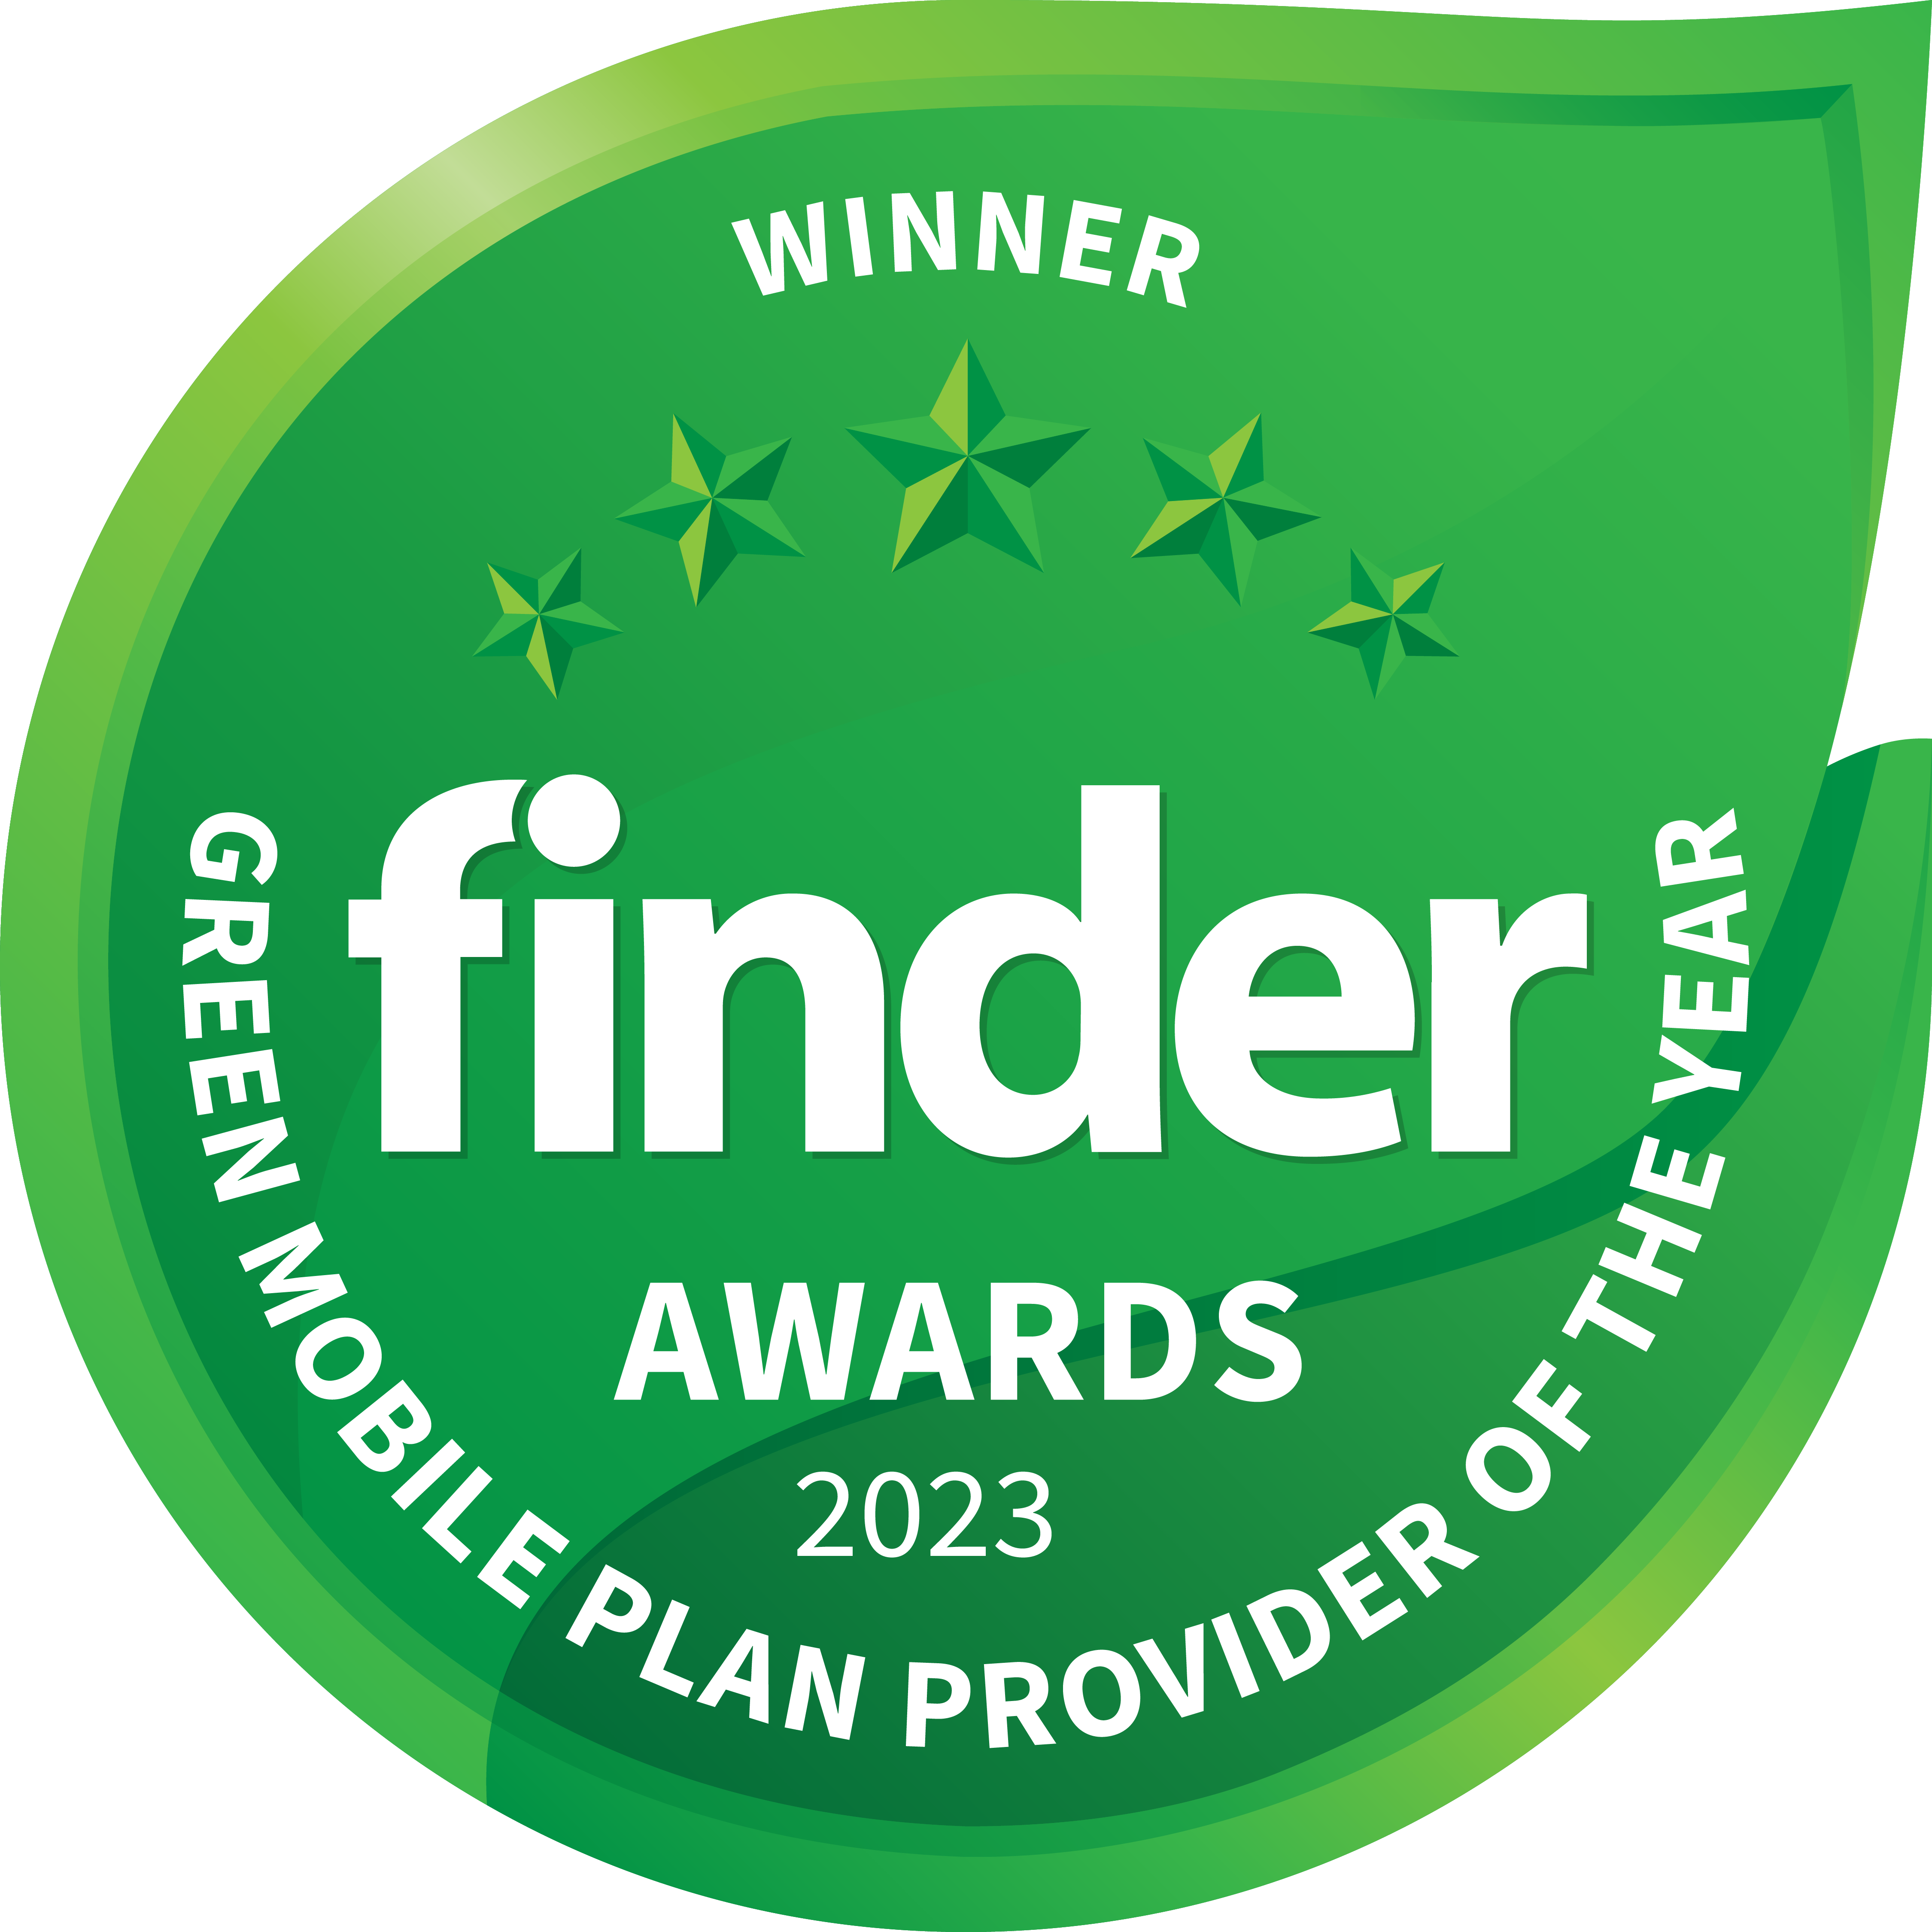 WINNER
finder
AWARDS
2023
GREEN MOBILE PLAN PROVIDER OF THE YEAR